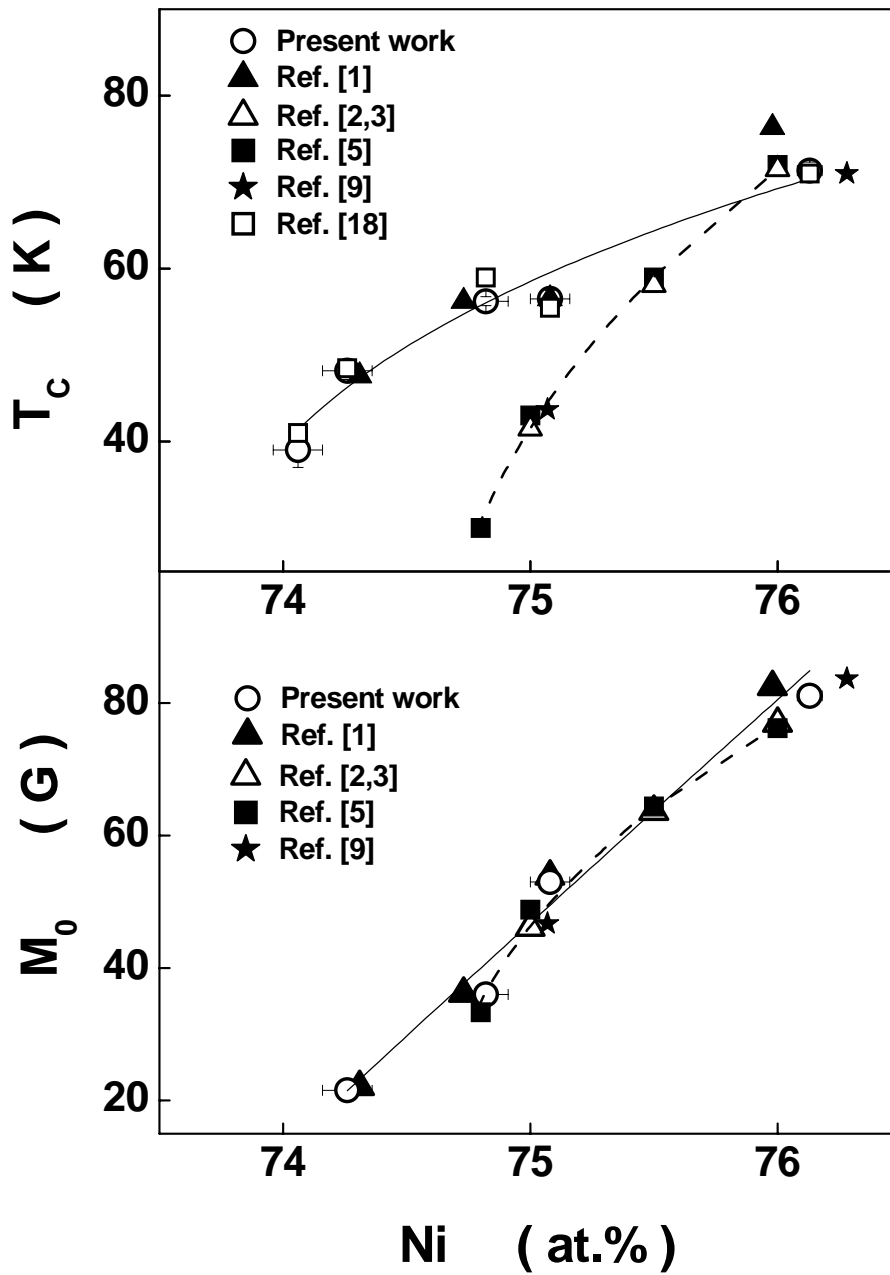 Present work
Ref. [1]
Ref. [2,3]
Ref. [5]
Ref. [9]
Ref. [18]
80
60
40
T_C ( K )
74 75 76
Present work
Ref. [1]
Ref. [2,3]
Ref. [5]
Ref. [9]
80
60
40
20
M_0 ( G )
74 75 76
Ni ( at.% )